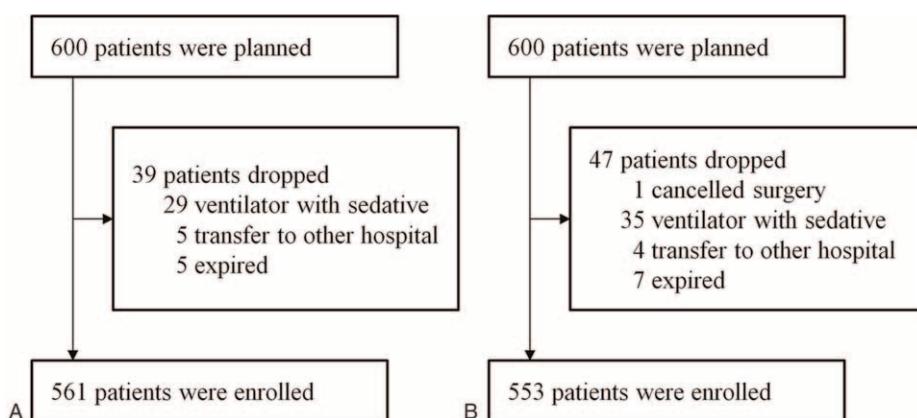 600 patients were planned
39 patients dropped
29 ventilator with sedative
5 transfer to other hospital
5 expired
561 patients were enrolled
A
600 patients were planned
47 patients dropped
1 cancelled surgery
35 ventilator with sedative
4 transfer to other hospital
7 expired
553 patients were enrolled
B